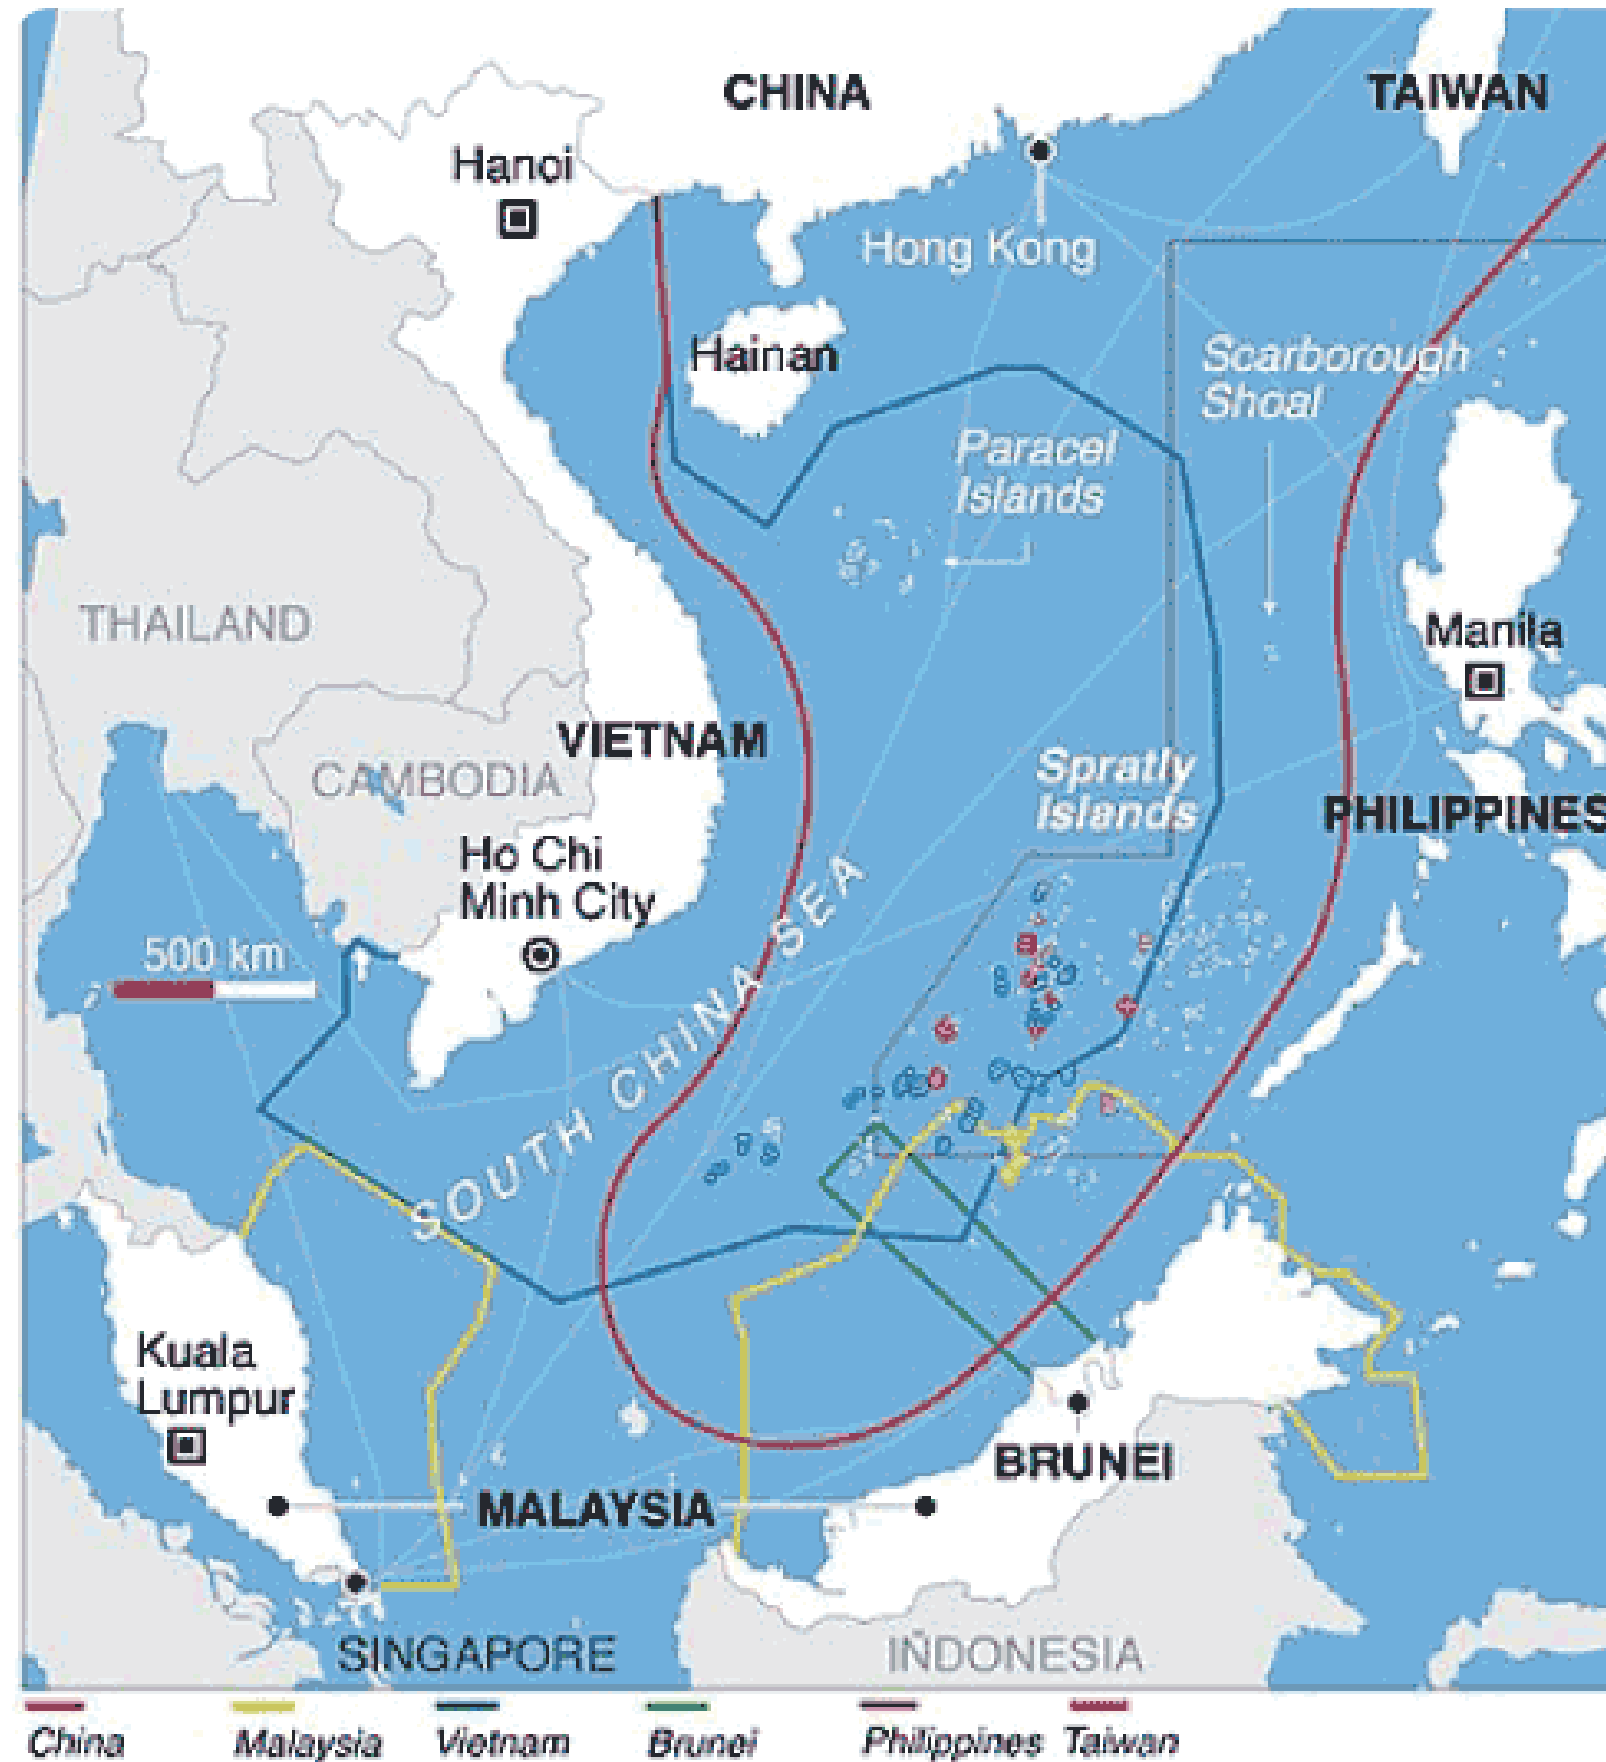 CHINA
TAIWAN
Hanoi
Hong Kong
Hainan
Scarborough
Shoal
Paracel
Islands
THAILAND
Manila
VIETNAM
CAMBODIA
Spratly
Islands
PHILIPPINES
Ho Chi
Minh City
500 km
SOUTH CHINA SEA
Kuala
Lumpur
BRUNEI
MALAYSIA
SINGAPORE
INDONESIA
China
Malaysia
Vietnam
Brunei
Philippines
Taiwan